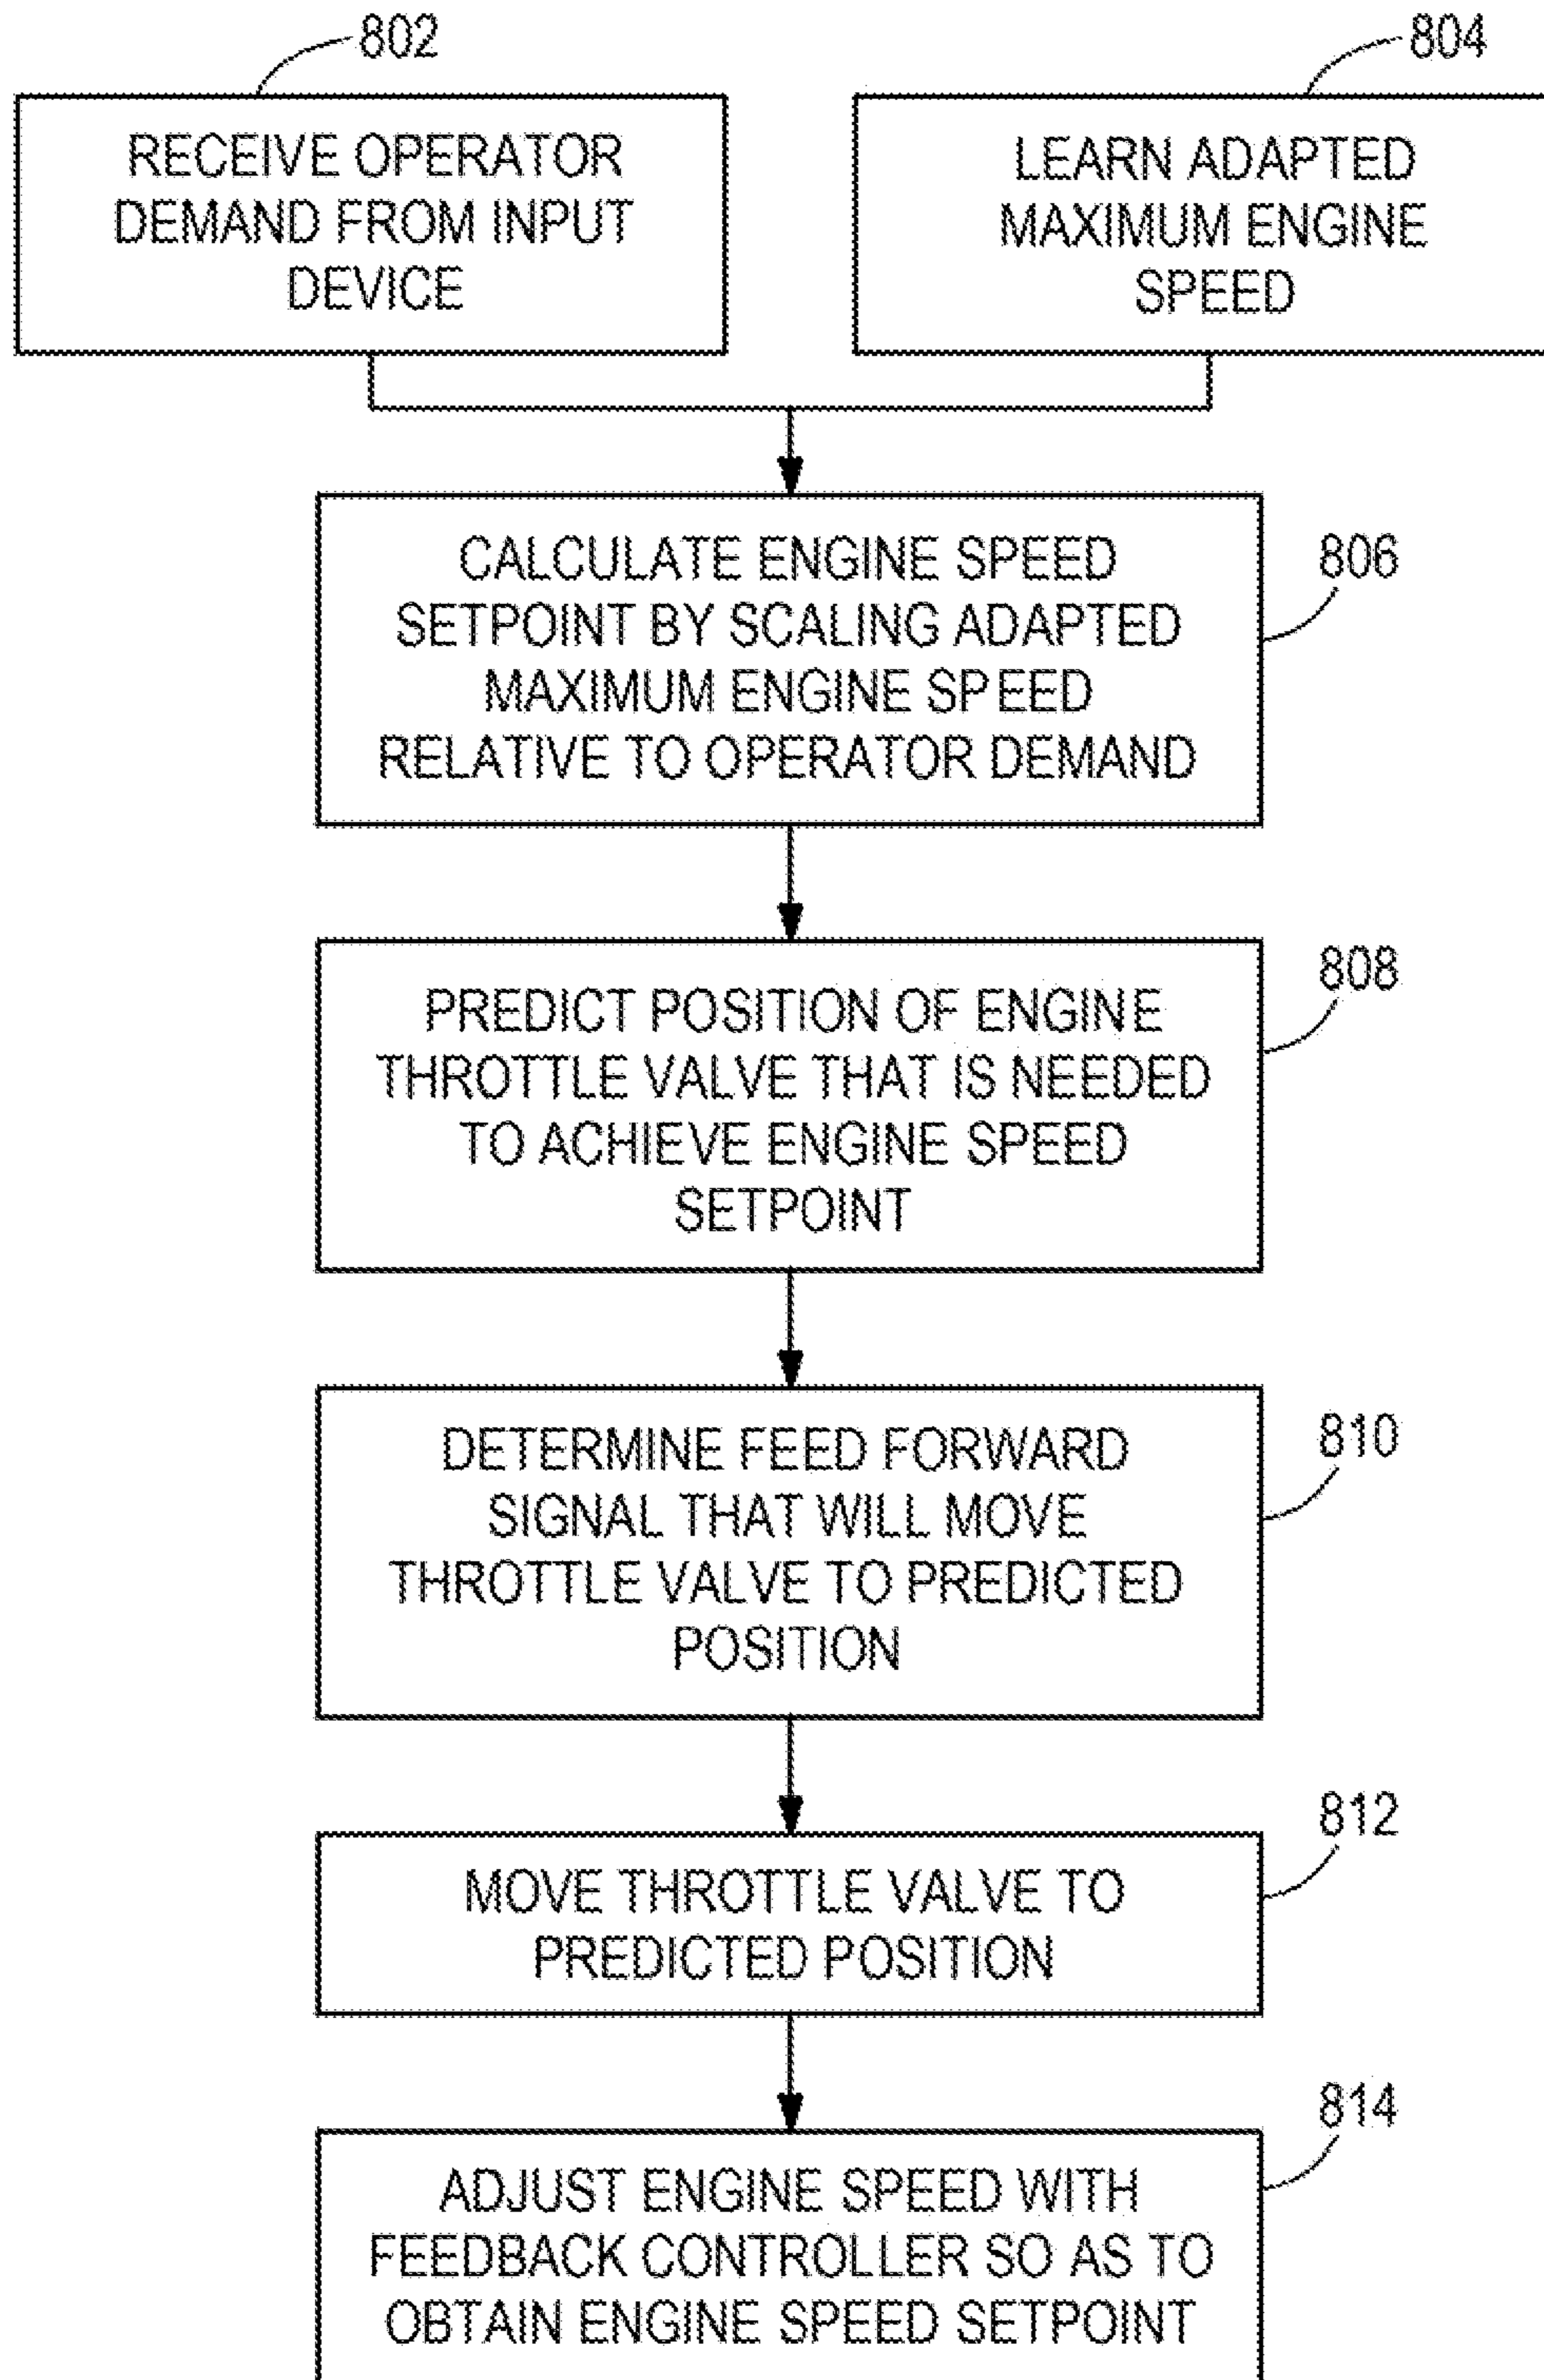 802
RECEIVE OPERATOR
DEMAND FROM INPUT
DEVICE
804
LEARN ADAPTED
MAXIMUM ENGINE
SPEED
806
CALCULATE ENGINE SPEED
SETPOINT BY SCALING ADAPTED
MAXIMUM ENGINE SPEED
RELATIVE TO OPERATOR DEMAND
808
PREDICT POSITION OF ENGINE
THROTTLE VALVE THAT IS NEEDED
TO ACHIEVE ENGINE SPEED
SETPOINT
810
DETERMINE FEED FORWARD
SIGNAL THAT WILL MOVE
THROTTLE VALVE TO PREDICTED
POSITION
812
MOVE THROTTLE VALVE TO
PREDICTED POSITION
814
ADJUST ENGINE SPEED WITH
FEEDBACK CONTROLLER SO AS TO
OBTAIN ENGINE SPEED SETPOINT